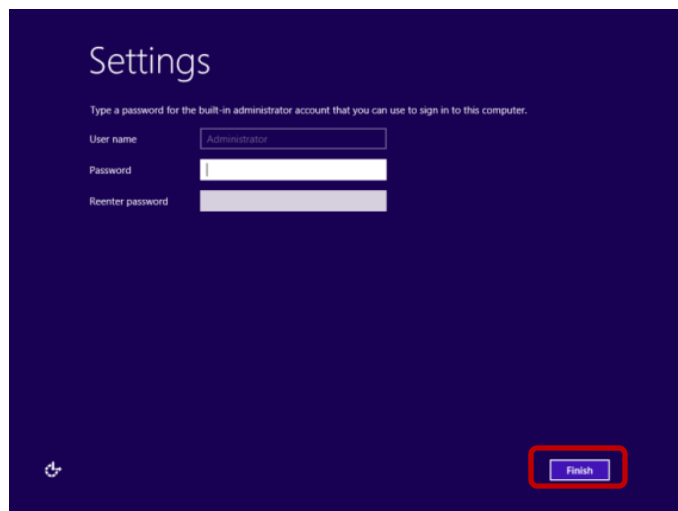 Settings
Type a password for the built-in administrator account that you can use to sign in to this computer.
User name Administrator
Password
Reenter password
Finish